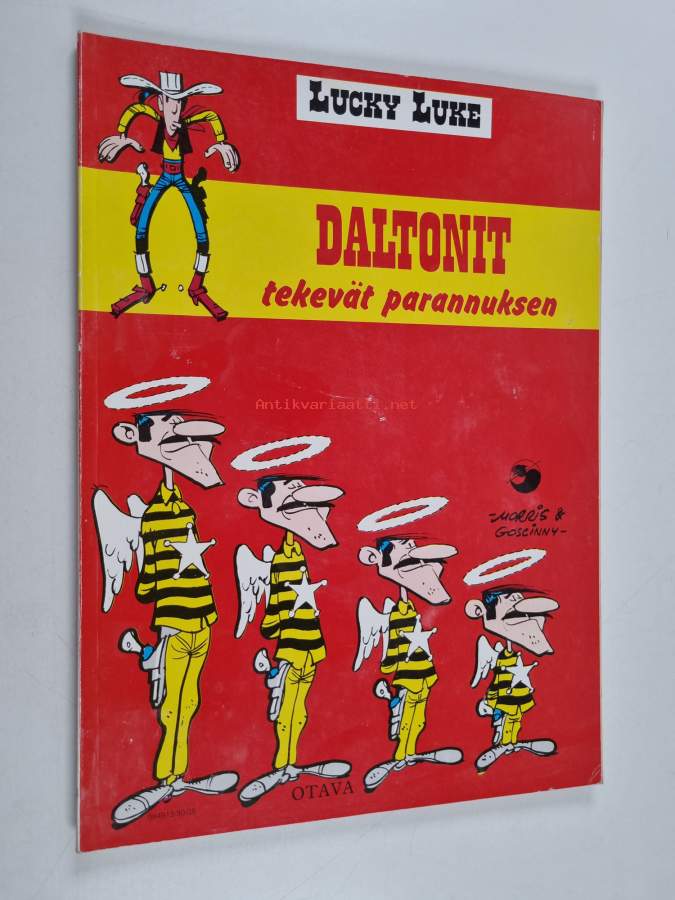 LUCKY LUKE
DALTONIT
tekevät parannuksen
Antikvariaatti.net
-MORRIS &
GOSCINNY-
OTAVA